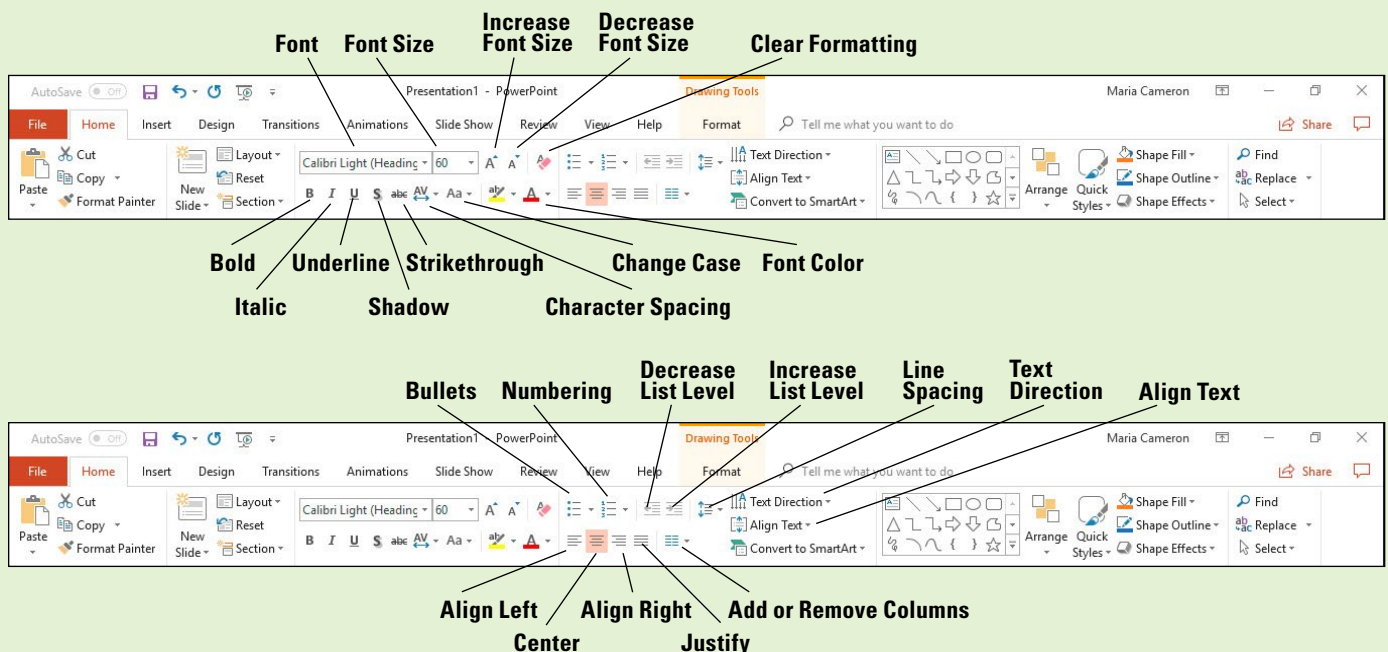 Increase Decrease
Font Font Size Font Size Font Size Clear Formatting
AutoSave Off Presentation1 - PowerPoint Drawing Tools Maria Cameron
File Home Insert Design Transitions Animations Slide Show Review View Help Format Tell me what you want to do Share
Cut Layout Calibri Light (Heading 60 A A Text Direction Shape Fill Find
Paste Copy New Slide Reset Align Text Arrange Quick Styles Shape Outline Replace
Format Painter Section B I U S abc AV Aa aby A Convert to SmartArt Shape Effects Select
Bold Underline Strikethrough Change Case Font Color
Italic Shadow Character Spacing
Decrease Increase Line Text
Bullets Numbering List Level List Level Spacing Direction Align Text
AutoSave Off Presentation1 - PowerPoint Drawing Tools Maria Cameron
File Home Insert Design Transitions Animations Slide Show Review View Help Format Tell me what you want to do Share
Cut Layout Calibri Light (Heading 60 A A Text Direction Shape Fill Find
Paste Copy New Slide Reset Align Text Arrange Quick Styles Shape Outline Replace
Format Painter Section B I U S abc AV Aa aby A Convert to SmartArt Shape Effects Select
Align Left Align Right Add or Remove Columns
Center Justify